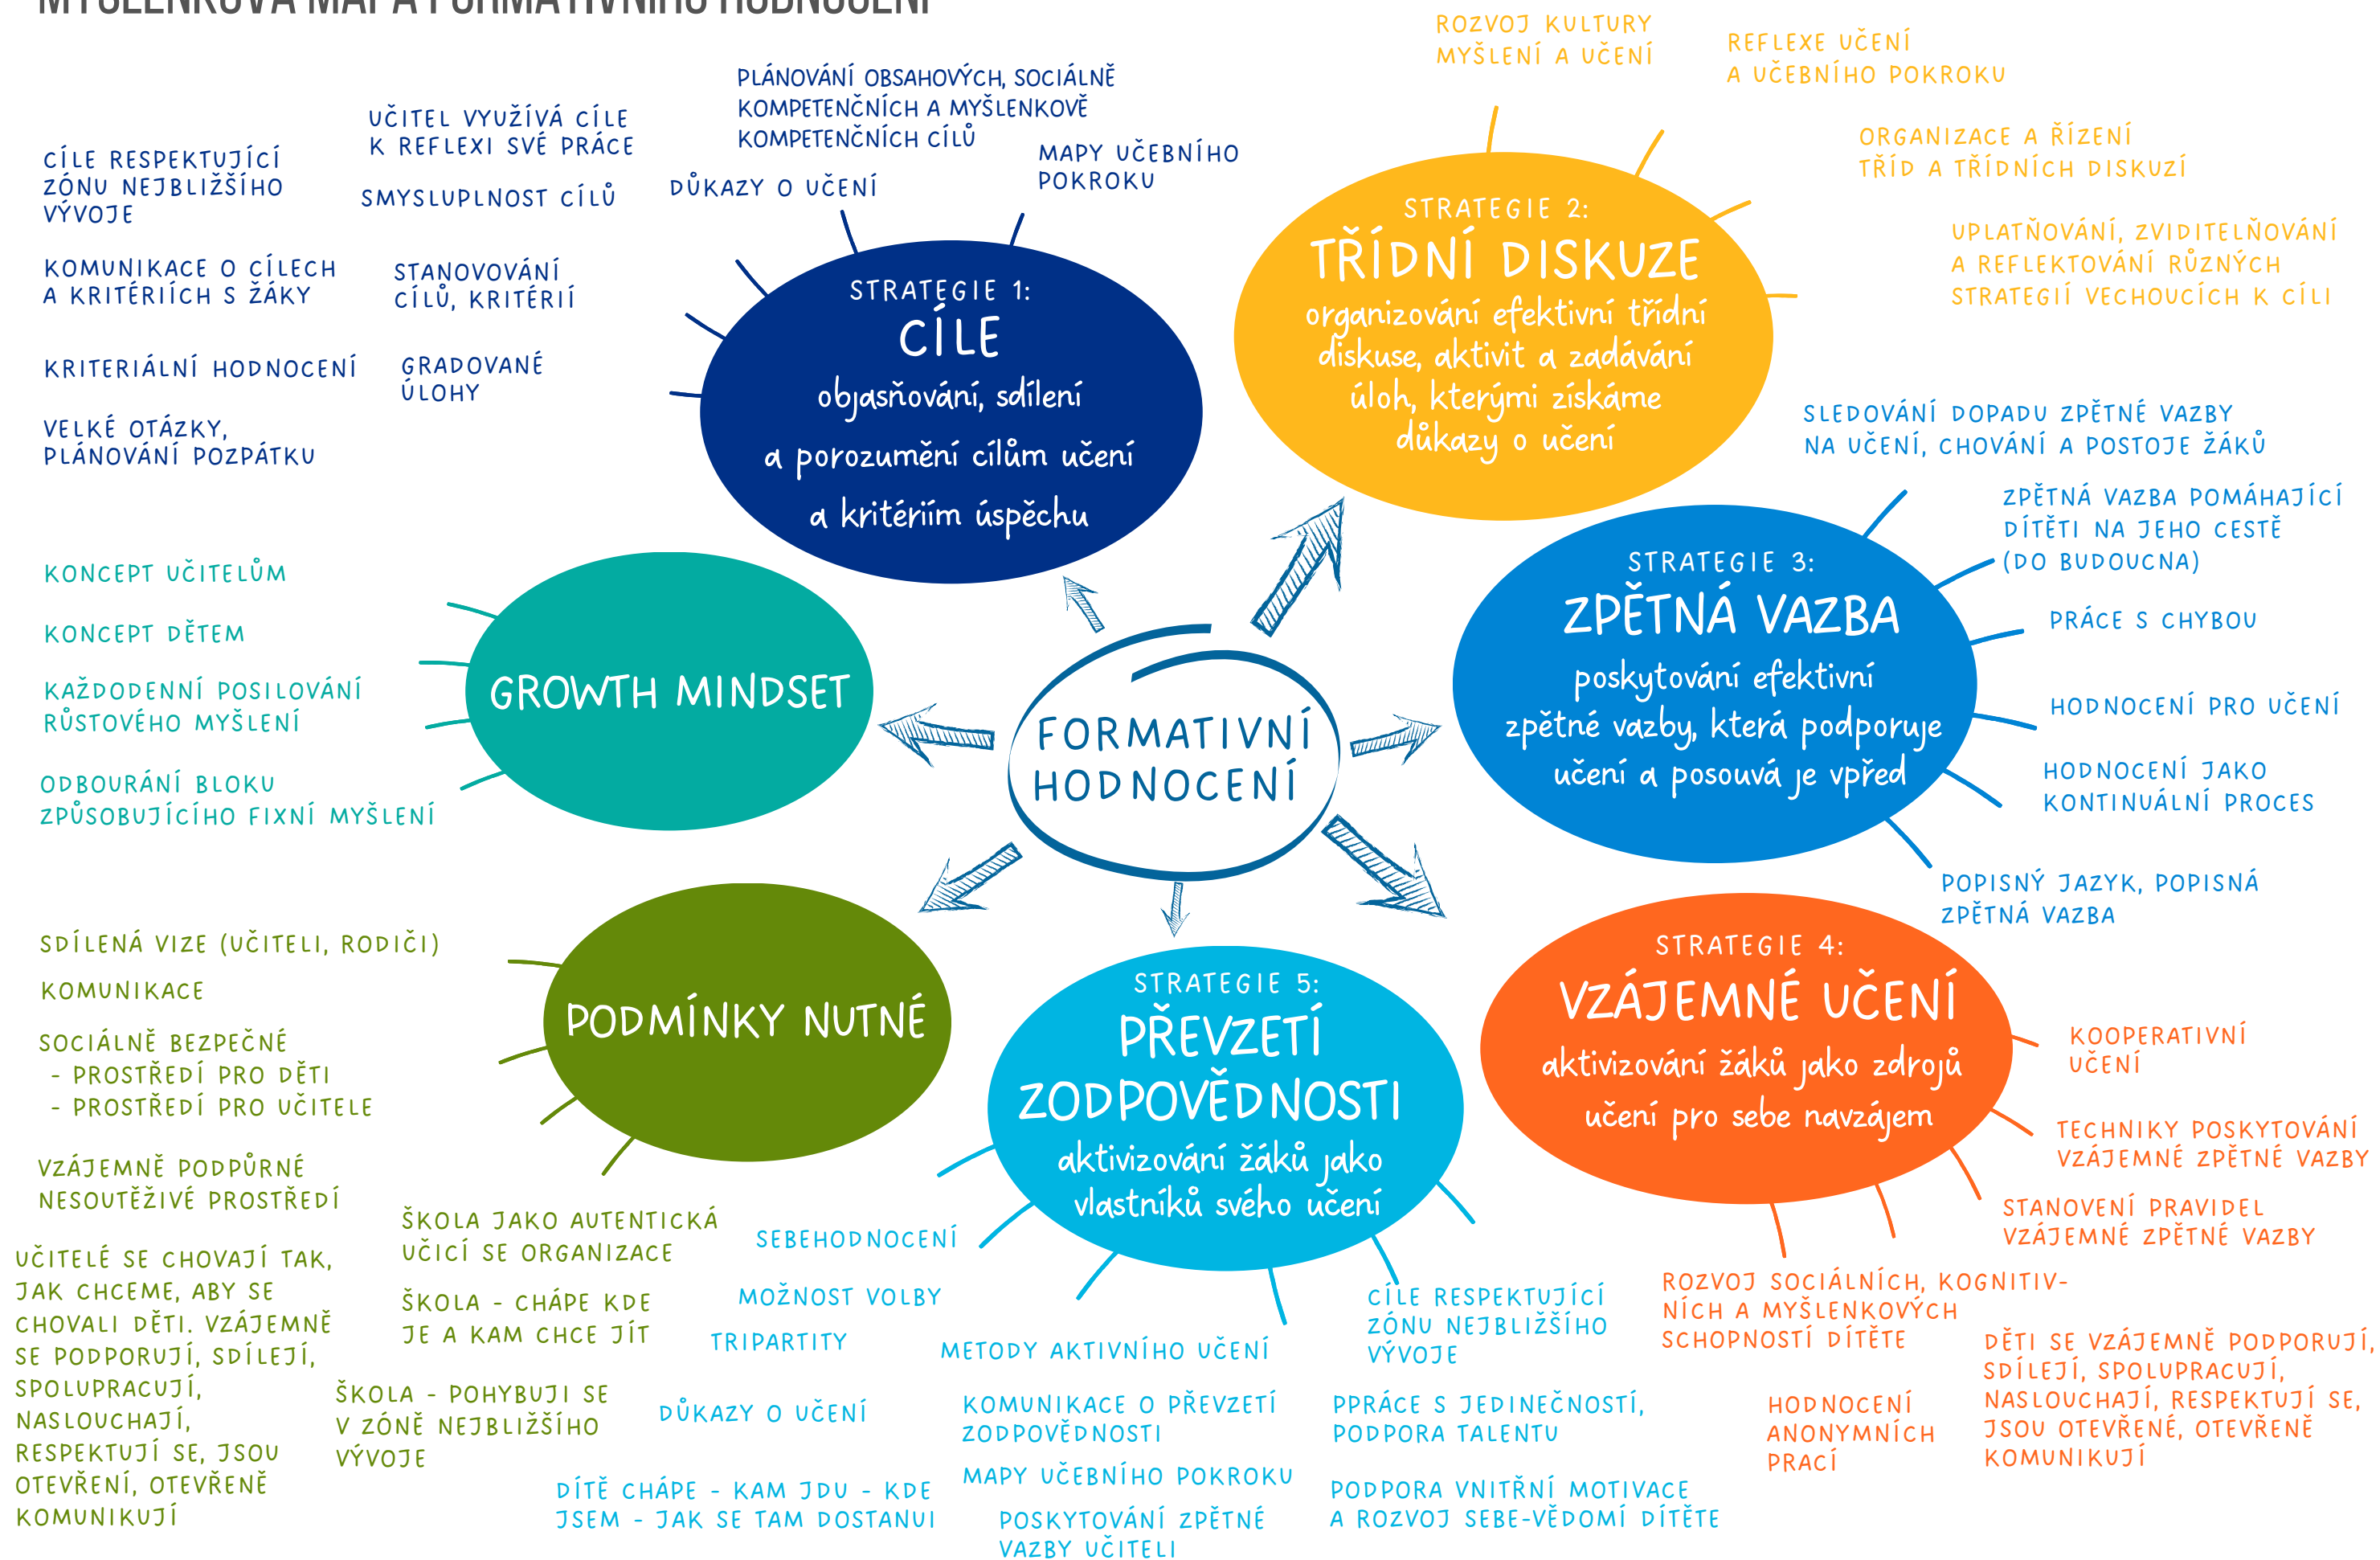 MYŠLENKOVÁ MAPA FORMATIVNÍHO HODNOCENÍ
PLÁNOVÁNÍ OBSAHOVÝCH, SOCIÁLNĚ
KOMPETENČNÍCH A MYŠLENKOVĚ
KOMPETENČNÍCH CÍLŮ
UČITEL VYUŽÍVÁ CÍLE
K REFLEXI SVÉ PRÁCE
MAPY UČEBNÍHO
POKROKU
CÍLE RESPEKTUJÍCÍ
ZÓNU NEJBLIŽŠÍHO
VÝVOJE
SMYSLUPLNOST CÍLŮ
DŮKAZY O UČENÍ
KOMUNIKACE O CÍLECH
A KRITÉRIÍCH S ŽÁKY
STANOVOVÁNÍ
CÍLŮ, KRITÉRIÍ
KRITERIÁLNÍ HODNOCENÍ
GRADOVANÉ
ÚLOHY
VELKÉ OTÁZKY,
PLÁNOVÁNÍ POZPÁTKU
STRATEGIE 1:
CÍLE
objasňování, sdílení
a porozumění cílům učení
a kritériím úspěchu
ROZVOJ KULTURY
MYŠLENÍ A UČENÍ
REFLEXE UČENÍ
A UČEBNÍHO POKROKU
ORGANIZACE A ŘÍZENÍ
TŘÍD A TŘÍDNÍCH DISKUZÍ
UPLATŇOVÁNÍ, ZVIDITELŇOVÁNÍ
A REFLEKTOVÁNÍ RŮZNÝCH
STRATEGIÍ VECHOUCÍCH K CÍLI
STRATEGIE 2:
TŘÍDNÍ DISKUZE
organizování efektivní třídní
diskuse, aktivit a zadávání
úloh, kterými získáme
důkazy o učení
SLEDOVÁNÍ DOPADU ZPĚTNÉ VAZBY
NA UČENÍ, CHOVÁNÍ A POSTOJE ŽÁKŮ
ZPĚTNÁ VAZBA POMÁHAJÍCÍ
DÍTĚTI NA JEHO CESTĚ
(DO BUDOUCNA)
PRÁCE S CHYBOU
HODNOCENÍ PRO UČENÍ
HODNOCENÍ JAKO
KONTINUÁLNÍ PROCES
POPISNÝ JAZYK, POPISNÁ
ZPĚTNÁ VAZBA
STRATEGIE 3:
ZPĚTNÁ VAZBA
poskytování efektivní
zpětné vazby, která podporuje
učení a posouvá je vpřed
KONCEPT UČITELŮM
KONCEPT DĚTEM
KAŽDODENNÍ POSILOVÁNÍ
RŮSTOVÉHO MYŠLENÍ
ODBOURÁNÍ BLOKU
ZPŮSOBUJÍCÍHO FIXNÍ MYŠLENÍ
GROWTH MINDSET
FORMATIVNÍ
HODNOCENÍ
SDÍLENÁ VIZE (UČITELI, RODIČI)
KOMUNIKACE
SOCIÁLNĚ BEZPEČNÉ
- PROSTŘEDÍ PRO DĚTI
- PROSTŘEDÍ PRO UČITELE
VZÁJEMNĚ PODPŮRNÉ
NESOUTĚŽIVÉ PROSTŘEDÍ
UČITELÉ SE CHOVAJÍ TAK,
JAK CHCEME, ABY SE
CHOVALI DĚTI. VZÁJEMNĚ
SE PODPORUJÍ, SDÍLEJÍ,
SPOLUPRACUJÍ,
NASLOUCHAJÍ,
RESPEKTUJÍ SE, JSOU
OTEVŘENÍ, OTEVŘENĚ
KOMUNIKUJÍ
ŠKOLA JAKO AUTENTICKÁ
UČICÍ SE ORGANIZACE
ŠKOLA - CHÁPE KDE
JE A KAM CHCE JÍT
ŠKOLA - POHYBUJI SE
V ZÓNĚ NEJBLIŽŠÍHO
VÝVOJE
PODMÍNKY NUTNÉ
STRATEGIE 5:
PŘEVZETÍ
ZODPOVĚDNOSTI
aktivizování žáků jako
vlastníků svého učení
SEBEHODNOCENÍ
MOŽNOST VOLBY
TRIPARTITY
DŮKAZY O UČENÍ
DÍTĚ CHÁPE - KAM JDU - KDE
JSEM - JAK SE TAM DOSTANUI
METODY AKTIVNÍHO UČENÍ
KOMUNIKACE O PŘEVZETÍ
ZODPOVĚDNOSTI
MAPY UČEBNÍHO POKROKU
POSKYTOVÁNÍ ZPĚTNÉ
VAZBY UČITELI
CÍLE RESPEKTUJÍCÍ
ZÓNU NEJBLIŽŠÍHO
VÝVOJE
PPRÁCE S JEDINEČNOSTÍ,
PODPORA TALENTU
PODPORA VNITŘNÍ MOTIVACE
A ROZVOJ SEBE-VĚDOMÍ DÍTĚTE
STRATEGIE 4:
VZÁJEMNÉ UČENÍ
aktivizování žáků jako zdrojů
učení pro sebe navzájem
KOOPERATIVNÍ
UČENÍ
TECHNIKY POSKYTOVÁNÍ
VZÁJEMNÉ ZPĚTNÉ VAZBY
STANOVENÍ PRAVIDEL
VZÁJEMNÉ ZPĚTNÉ VAZBY
ROZVOJ SOCIÁLNÍCH, KOGNITIV-
NÍCH A MYŠLENKOVÝCH
SCHOPNOSTÍ DÍTĚTE
HODNOCENÍ
ANONYMNÍCH
PRACÍ
DĚTI SE VZÁJEMNĚ PODPORUJÍ,
SDÍLEJÍ, SPOLUPRACUJÍ,
NASLOUCHAJÍ, RESPEKTUJÍ SE,
JSOU OTEVŘENÉ, OTEVŘENĚ
KOMUNIKUJÍ